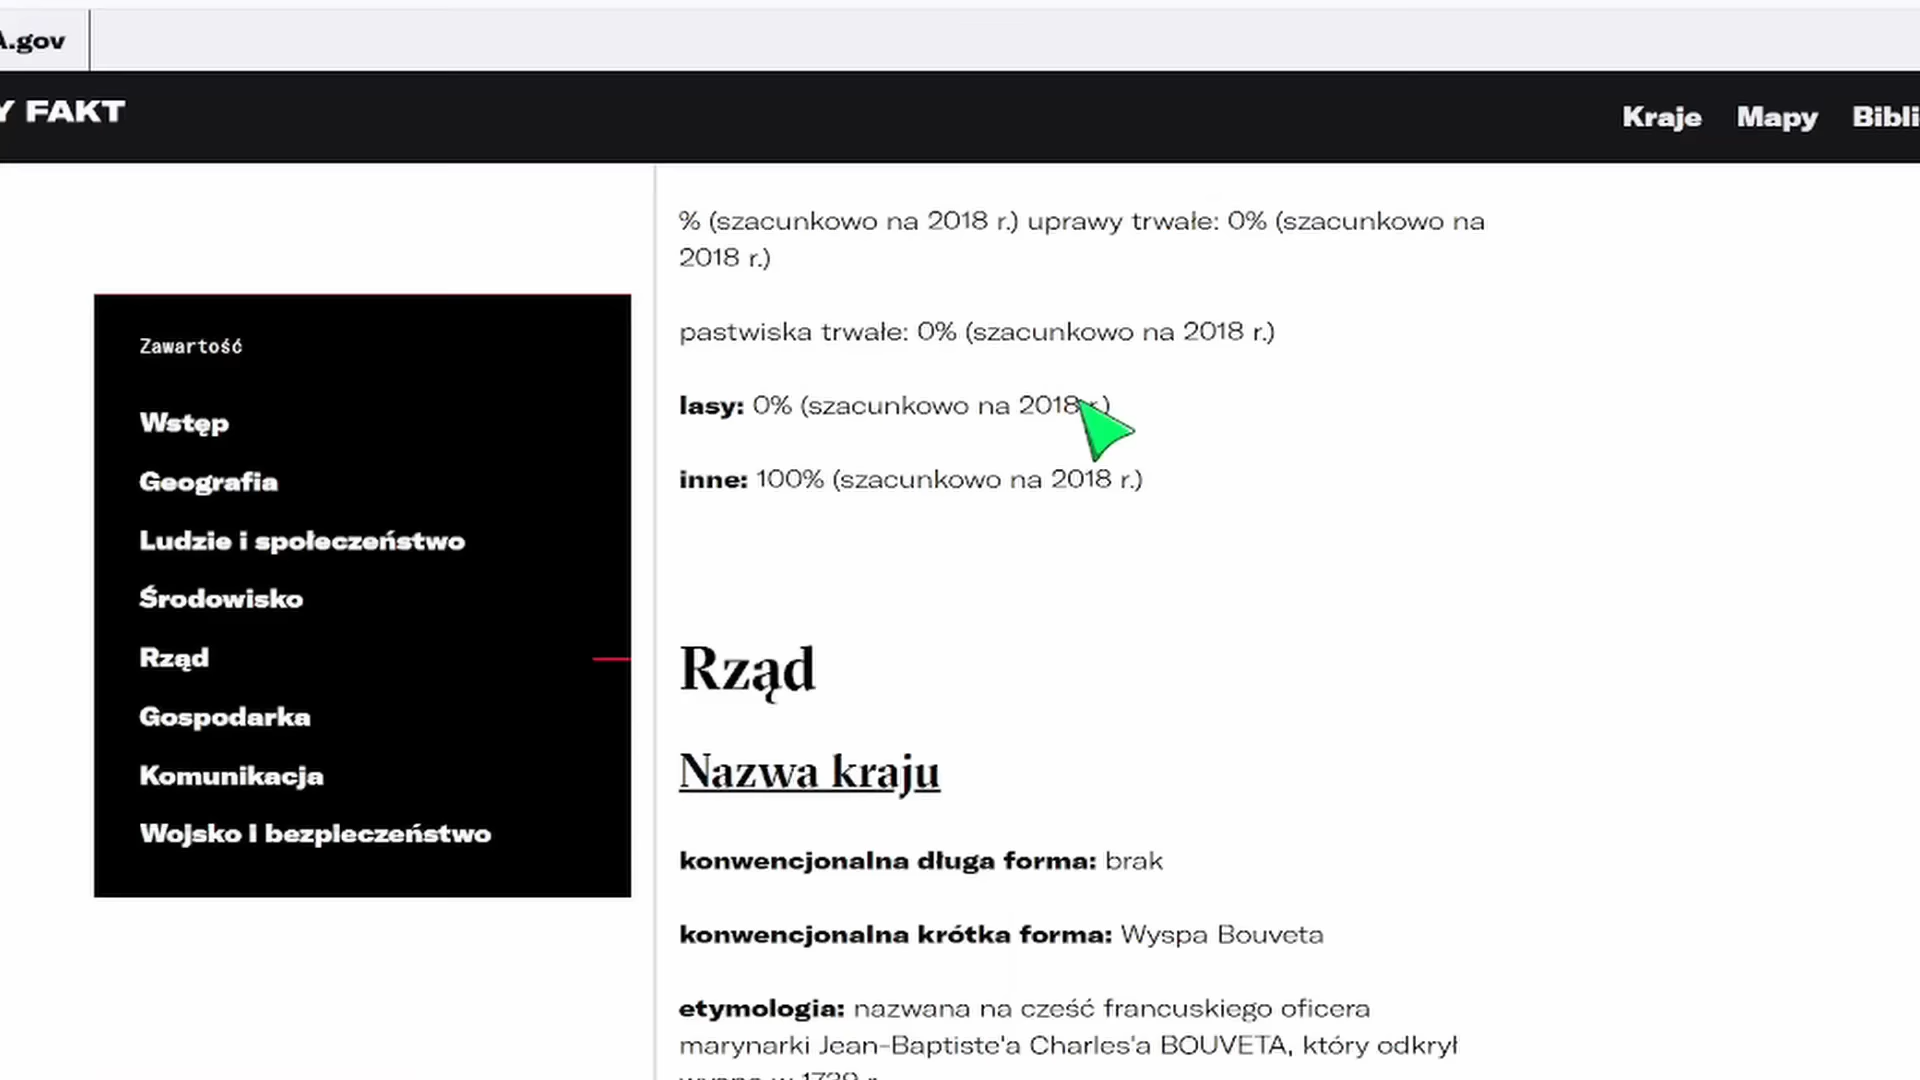 .gov
FAKT
Kraje Mapy
% (szacunkowo na 2018 r.) uprawy trwałe: 0% (szacunkowo na
2018 r.)
pastwiska trwałe: 0% (szacunkowo na 2018 r.)
lasy: 0% (szacunkowo na 2018 r.)
inne: 100% (szacunkowo na 2018 r.)
Zawartość
Wstęp
Geografia
Ludzie i społeczeństwo
Środowisko
Rząd
Gospodarka
Komunikacja
Wojsko i bezpieczeństwo
Rząd
Nazwa kraju
konwencjonalna długa forma: brak
konwencjonalna krótka forma: Wyspa Bouveta
etymologia: nazwana na cześć francuskiego oficera
marynarki Jean-Baptiste'a Charles'a BOUVETA, który odkrył